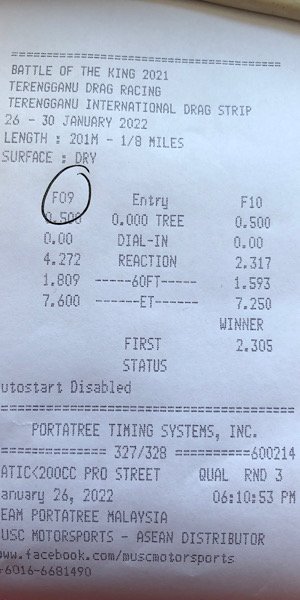 ==================================
BATTLE OF THE KING 2021
TERENGGANU DRAG RACING
TERENGGANU INTERNATIONAL DRAG STRIP
26 - 30 JANUARY 2022
LENGTH : 201M - 1/8 MILES
SURFACE : DRY
F09 Entry F10
0.500 0.000 TREE 0.500
0.00 DIAL-IN 0.00
4.272 REACTION 2.317
1.809 ------60FT----- 1.593
7.600 ------ET----- 7.250
WINNER
FIRST 2.305
STATUS
utostart Disabled
==================================
PORTATREE TIMING SYSTEMS, INC.
============= 327/328 ==========600214
ATIC<200CC PRO STREET QUAL RND 3
anuary 26, 2022 06:10:53 PM
EAM PORTATREE MALAYSIA
USC MOTORSPORTS - ASEAN DISTRIBUTOR
ww.facebook.com/muscmotorsports
+6016-6681490